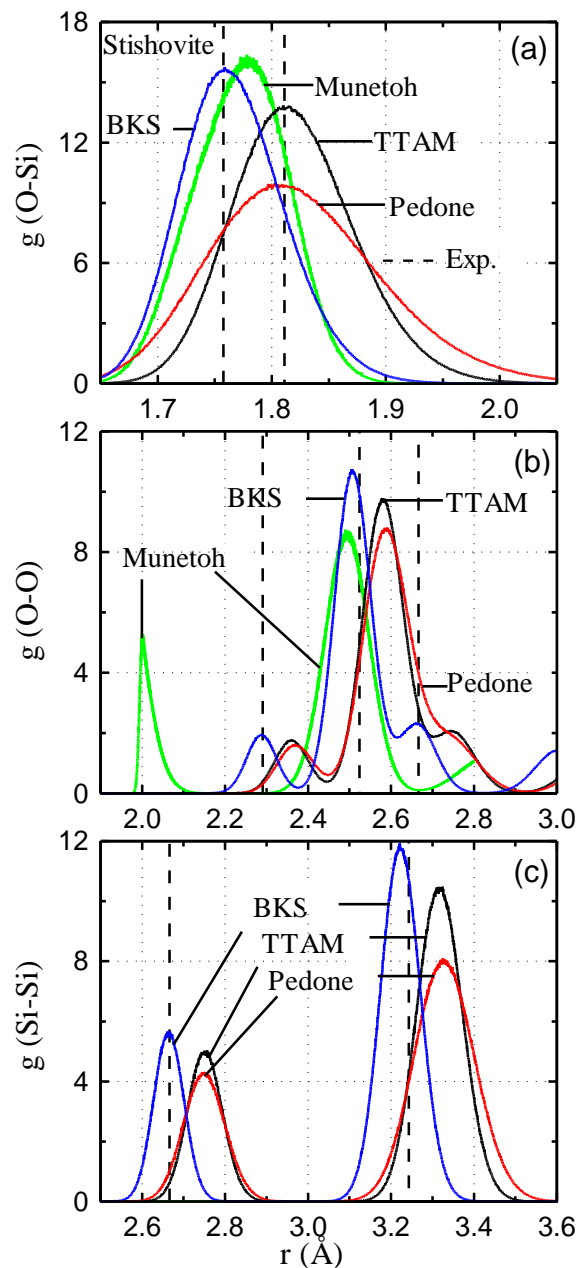 18
Stishovite
(a)
Munetoh
BKS
TTAM
12
Pedone
6
Exp.
0
g (O-Si)
1.7 1.8 1.9 2.0
12
(b)
BKS
TTAM
8
Munetoh
4
Pedone
0
g (O-O)
2.0 2.2 2.4 2.6 2.8 3.0
12
(c)
BKS
TTAM
8
Pedone
4
0
g (Si-Si)
2.6 2.8 3.0 3.2 3.4 3.6
r (Å)